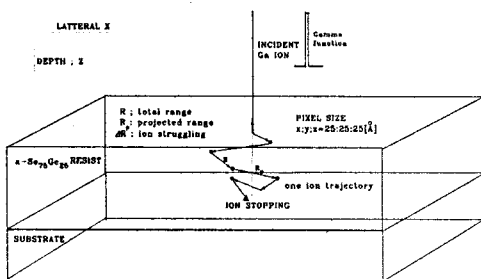 LATTERAL X
DEPTH ; Z
INCIDENT
Ga ION
Gamma
function
R ; total range
Rp ; projected range
ΔRp ; ion struggling
PIXEL SIZE
x;y;z=25:25:25[Å]
a-Se75Ge25 RESIST
R
Rp
one ion trajectory
ION STOPPING
SUBSTRATE